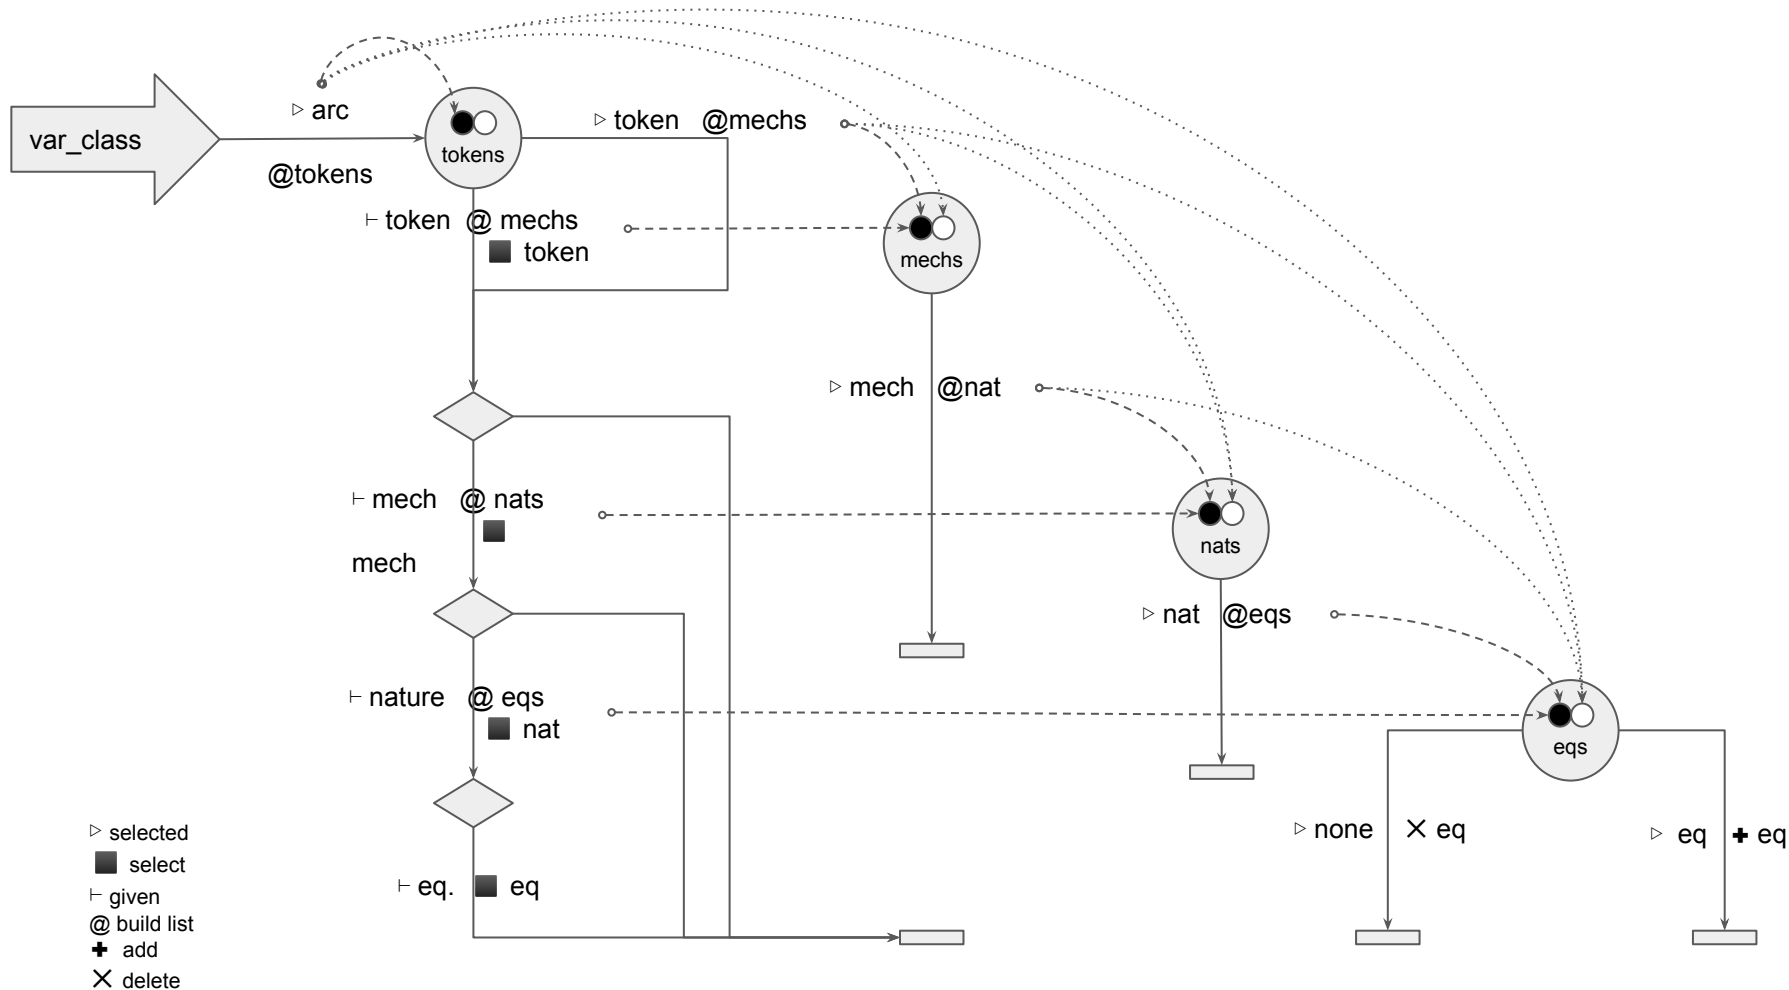 ▷ arc
var_class
▷ token @mechs
tokens
@tokens
⊢ token @ mechs
token
mechs
▷ mech @nat
⊢ mech @ nats
mech
nats
▷ nat @eqs
⊢ nature @ eqs
nat
eqs
▷ none ✕ eq
▷ eq ✚ eq
⊢ eq. ■ eq
▷ selected
■ select
⊢ given
@ build list
✚ add
✕ delete